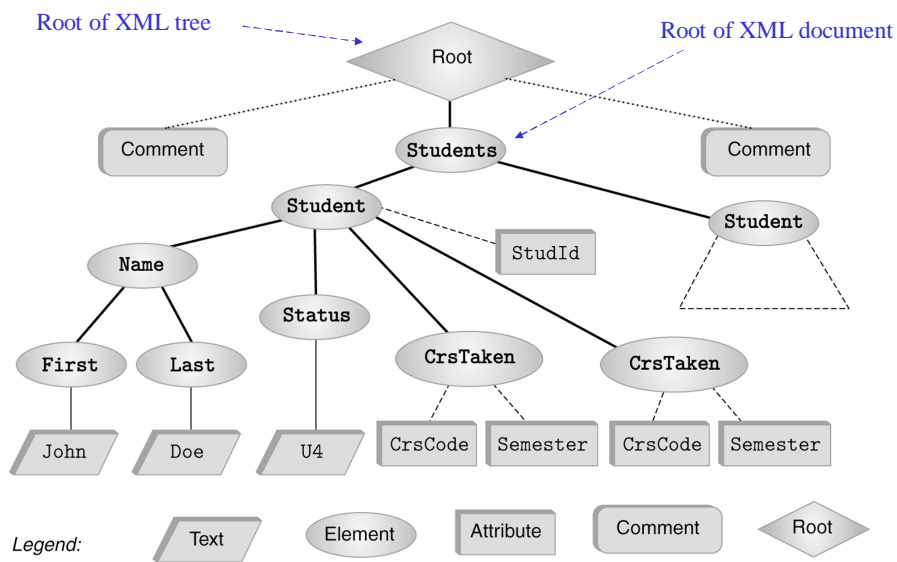 Root of XML tree
Root of XML document
Root
Comment
Students
Comment
Student
Student
StudId
Name
Status
First
Last
CrsTaken
CrsTaken
John
Doe
U4
CrsCode
Semester
CrsCode
Semester
Legend:
Text
Element
Attribute
Comment
Root